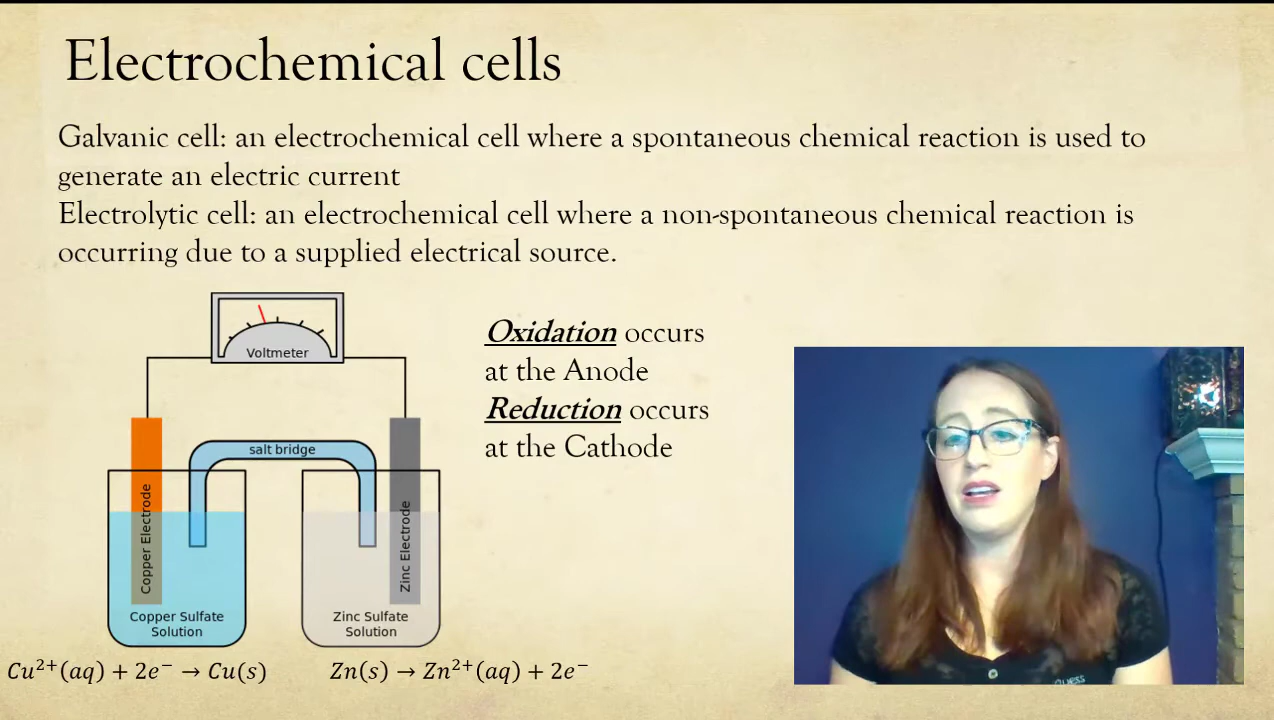 Electrochemical cells
Galvanic cell: an electrochemical cell where a spontaneous chemical reaction is used to
generate an electric current
Electrolytic cell: an electrochemical cell where a non-spontaneous chemical reaction is
occurring due to a supplied electrical source.
Voltmeter
salt bridge
Copper Electrode
Zinc Electrode
Copper Sulfate
Solution
Zinc Sulfate
Solution
Oxidation occurs
at the Anode
Reduction occurs
at the Cathode
Cu²⁺(aq) + 2e⁻ → Cu(s)
Zn(s) → Zn²⁺(aq) + 2e⁻